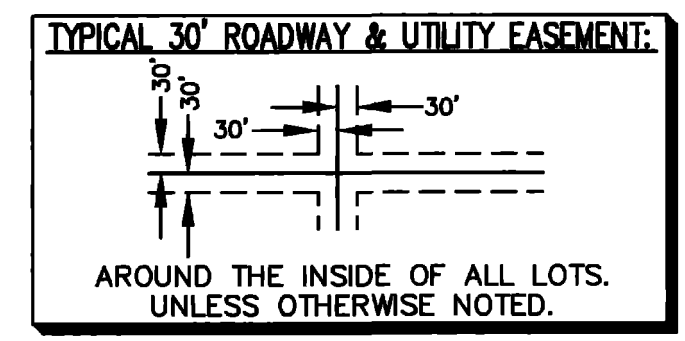 TYPICAL 30' ROADWAY & UTILITY EASEMENT:
30'
30'
30'
30'
AROUND THE INSIDE OF ALL LOTS.
UNLESS OTHERWISE NOTED.